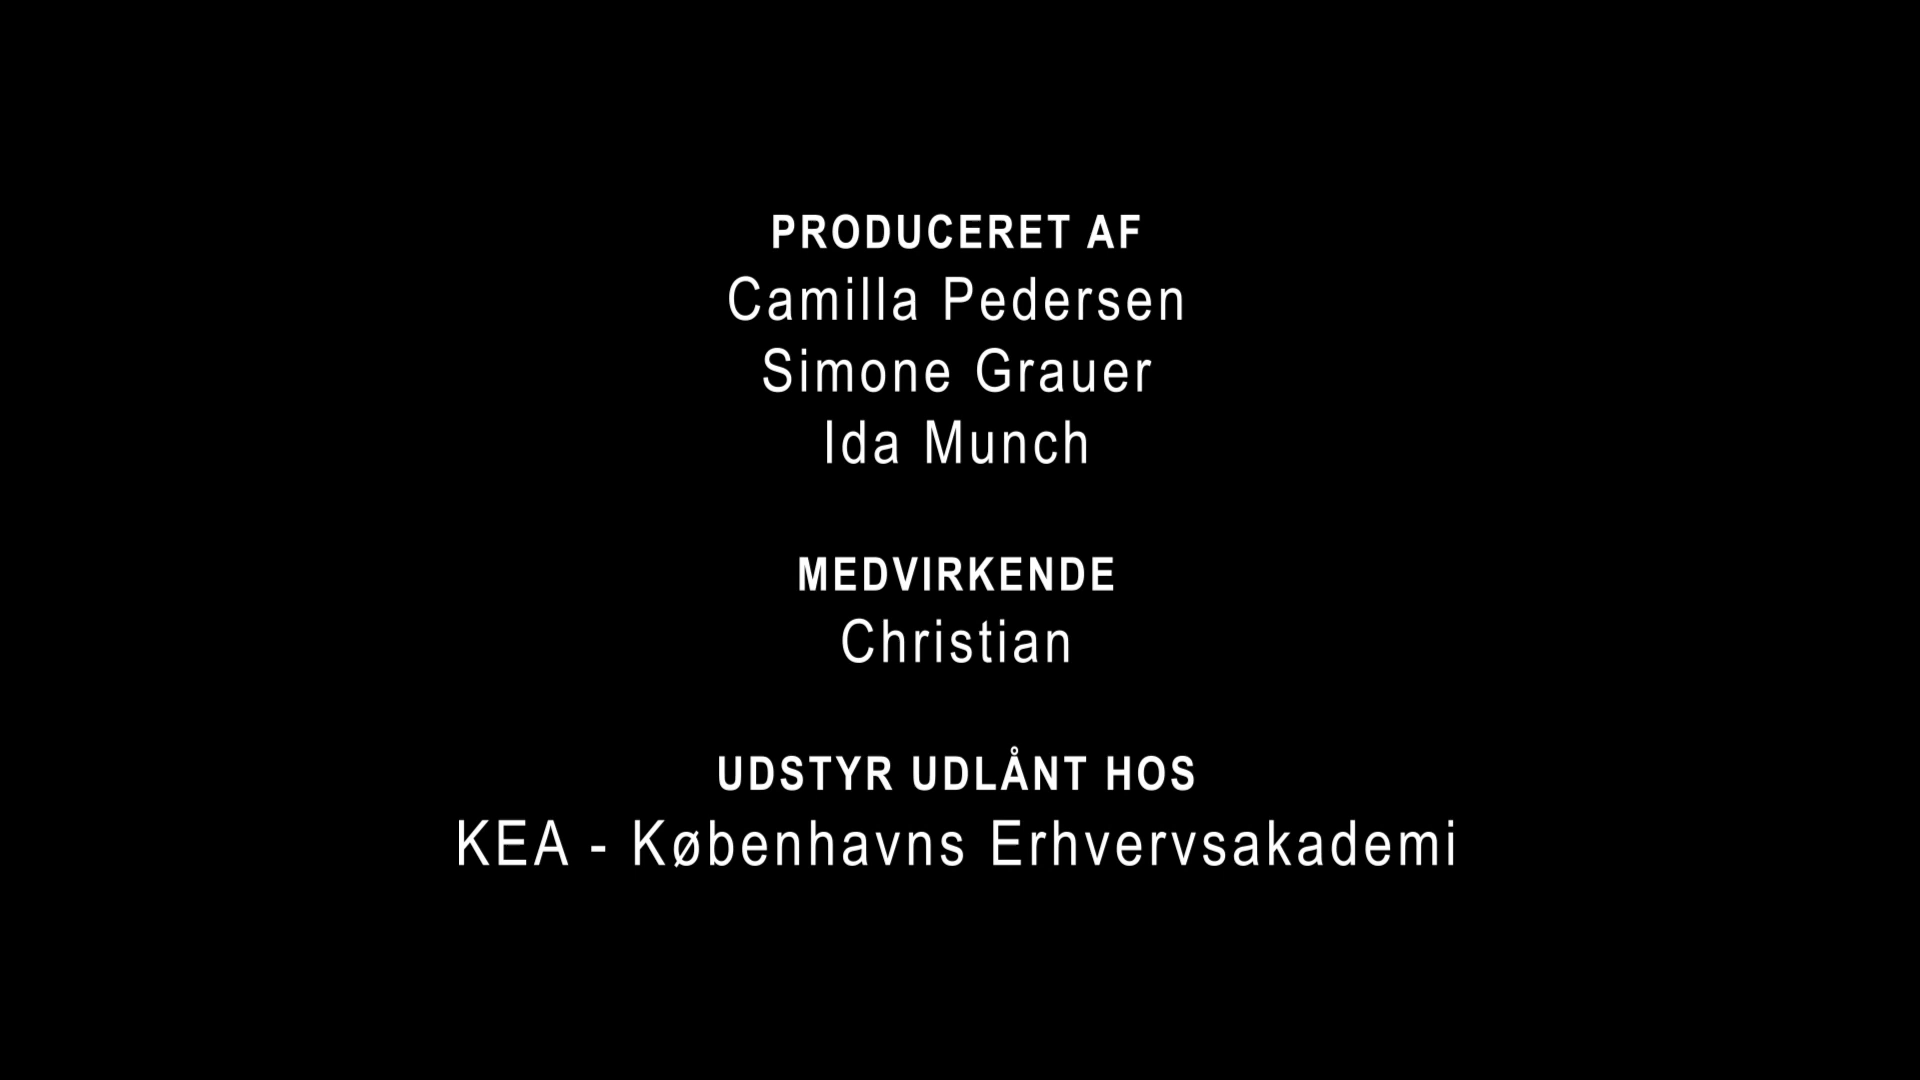 PRODUCERET AF
Camilla Pedersen
Simone Grauer
Ida Munch
MEDVIRKENDE
Christian
UDSTYR UDLÅNT HOS
KEA - Københavns Erhvervsakademi